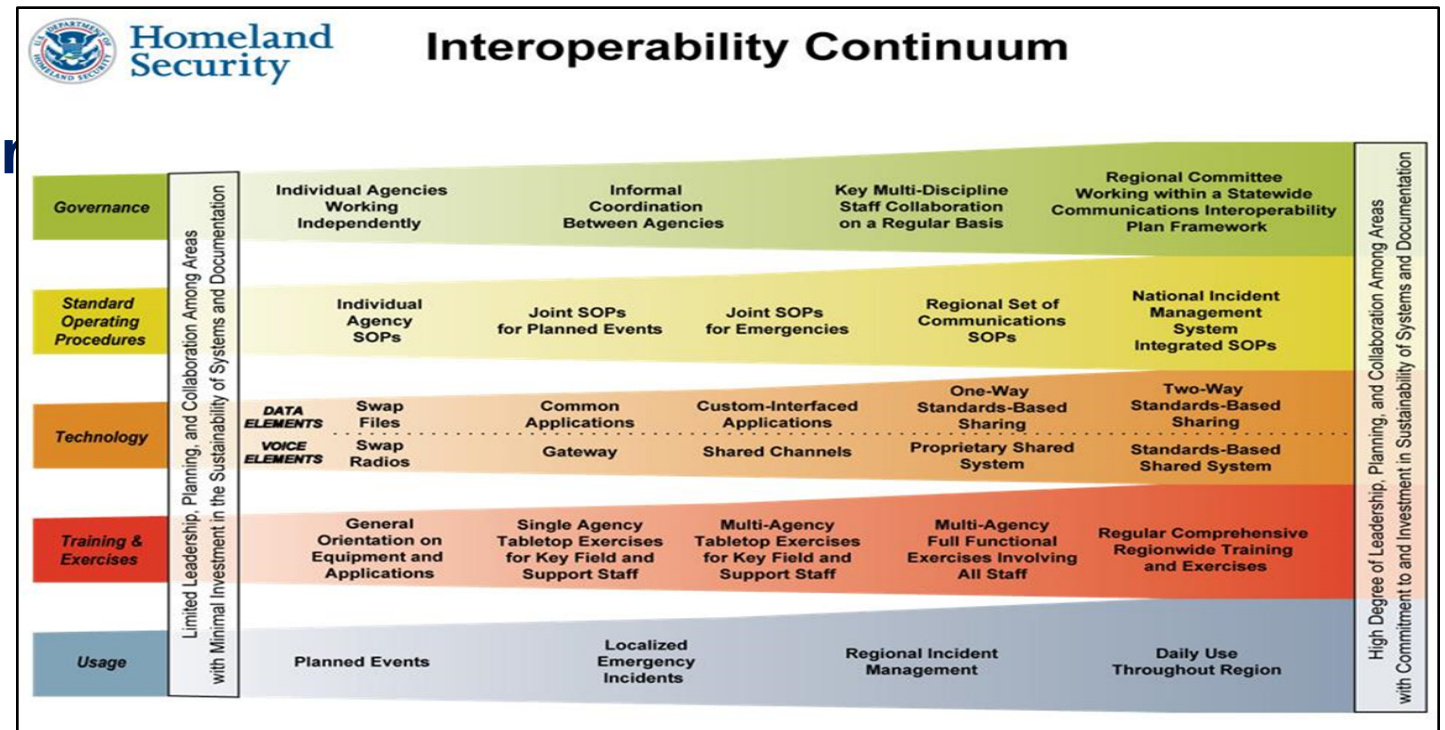 Homeland
Security
Interoperability Continuum
r
Governance
Limited Leadership, Planning, and Collaboration Among Areas
with Minimal Investment in the Sustainability of Systems and Documentation
Individual Agencies
Working
Independently
Informal
Coordination
Between Agencies
Key Multi-Discipline
Staff Collaboration
on a Regular Basis
Regional Committee
Working within a Statewide
Communications Interoperability
Plan Framework
High Degree of Leadership, Planning, and Collaboration Among Areas
with Commitment to and Investment in Sustainability of Systems and Documentation
Standard
Operating
Procedures
Individual
Agency
SOPs
Joint SOPs
for Planned Events
Joint SOPs
for Emergencies
Regional Set of
Communications
SOPs
National Incident
Management
System
Integrated SOPs
Technology
DATA
ELEMENTS
Swap
Files
Common
Applications
Custom-Interfaced
Applications
One-Way
Standards-Based
Sharing
Two-Way
Standards-Based
Sharing
VOICE
ELEMENTS
Swap
Radios
Gateway
Shared Channels
Proprietary Shared
System
Standards-Based
Shared System
Training &
Exercises
General
Orientation on
Equipment and
Applications
Single Agency
Tabletop Exercises
for Key Field and
Support Staff
Multi-Agency
Tabletop Exercises
for Key Field and
Support Staff
Multi-Agency
Full Functional
Exercises Involving
All Staff
Regular Comprehensive
Regionwide Training
and Exercises
Usage
Planned Events
Localized
Emergency
Incidents
Regional Incident
Management
Daily Use
Throughout Region